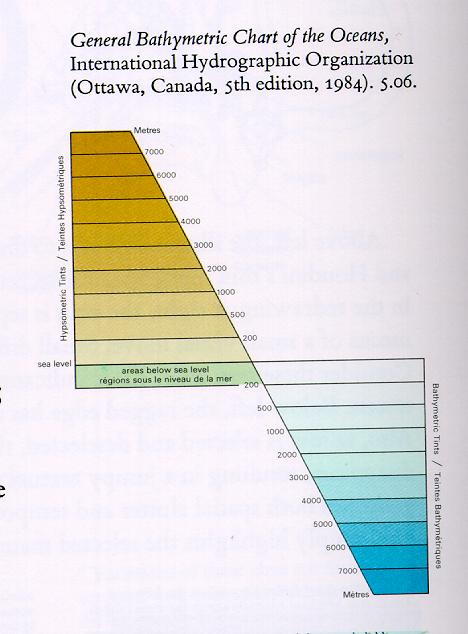 General Bathymetric Chart of the Oceans,
International Hydrographic Organization
(Ottawa, Canada, 5th edition, 1984). 5.06.
Metres
7000
6000
5000
4000
3000
2000
1000
500
200
Hypsometric Tints / Teintes Hypsométriques
sea level
areas below sea level
régions sous le niveau de la mer
200
500
1000
2000
3000
4000
5000
6000
7000
Mètres
Bathymetric Tints / Teintes Bathymétriques